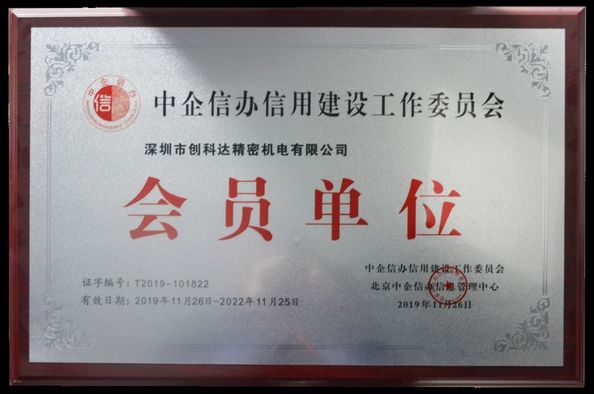 中企信办
信
中企信办信用建设工作委员会
深圳市创科达精密机电有限公司
会员单位
证字编号：T2019-101822
有效日期：2019年11月26日-2022年11月25日
中企信办信用建设工作委员会
北京中企信办信息管理中心
2019年11月26日